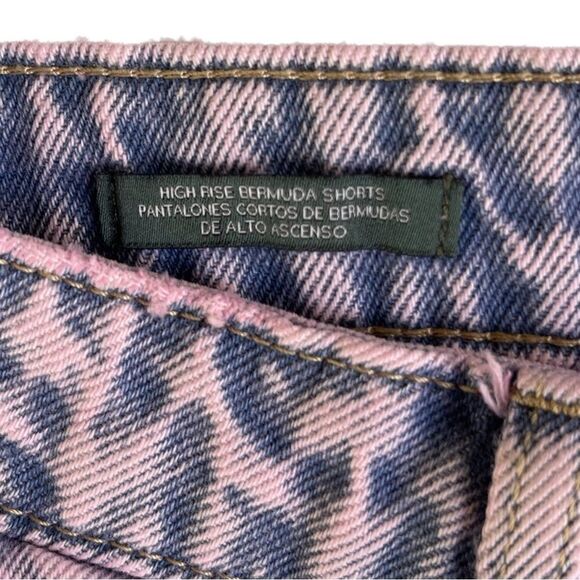 HIGH RISE BERMUDA SHORTS
PANTALONES CORTOS DE BERMUDAS
DE ALTO ASCENSO